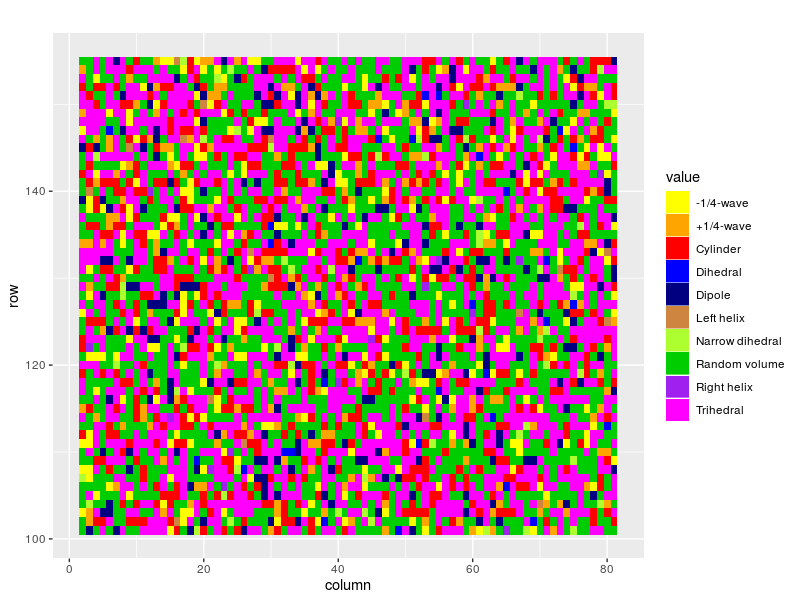 value
-1/4-wave
+1/4-wave
Cylinder
Dihedral
Dipole
Left helix
Narrow dihedral
Random volume
Right helix
Trihedral
row
140
120
100
0 20 40 60 80
column